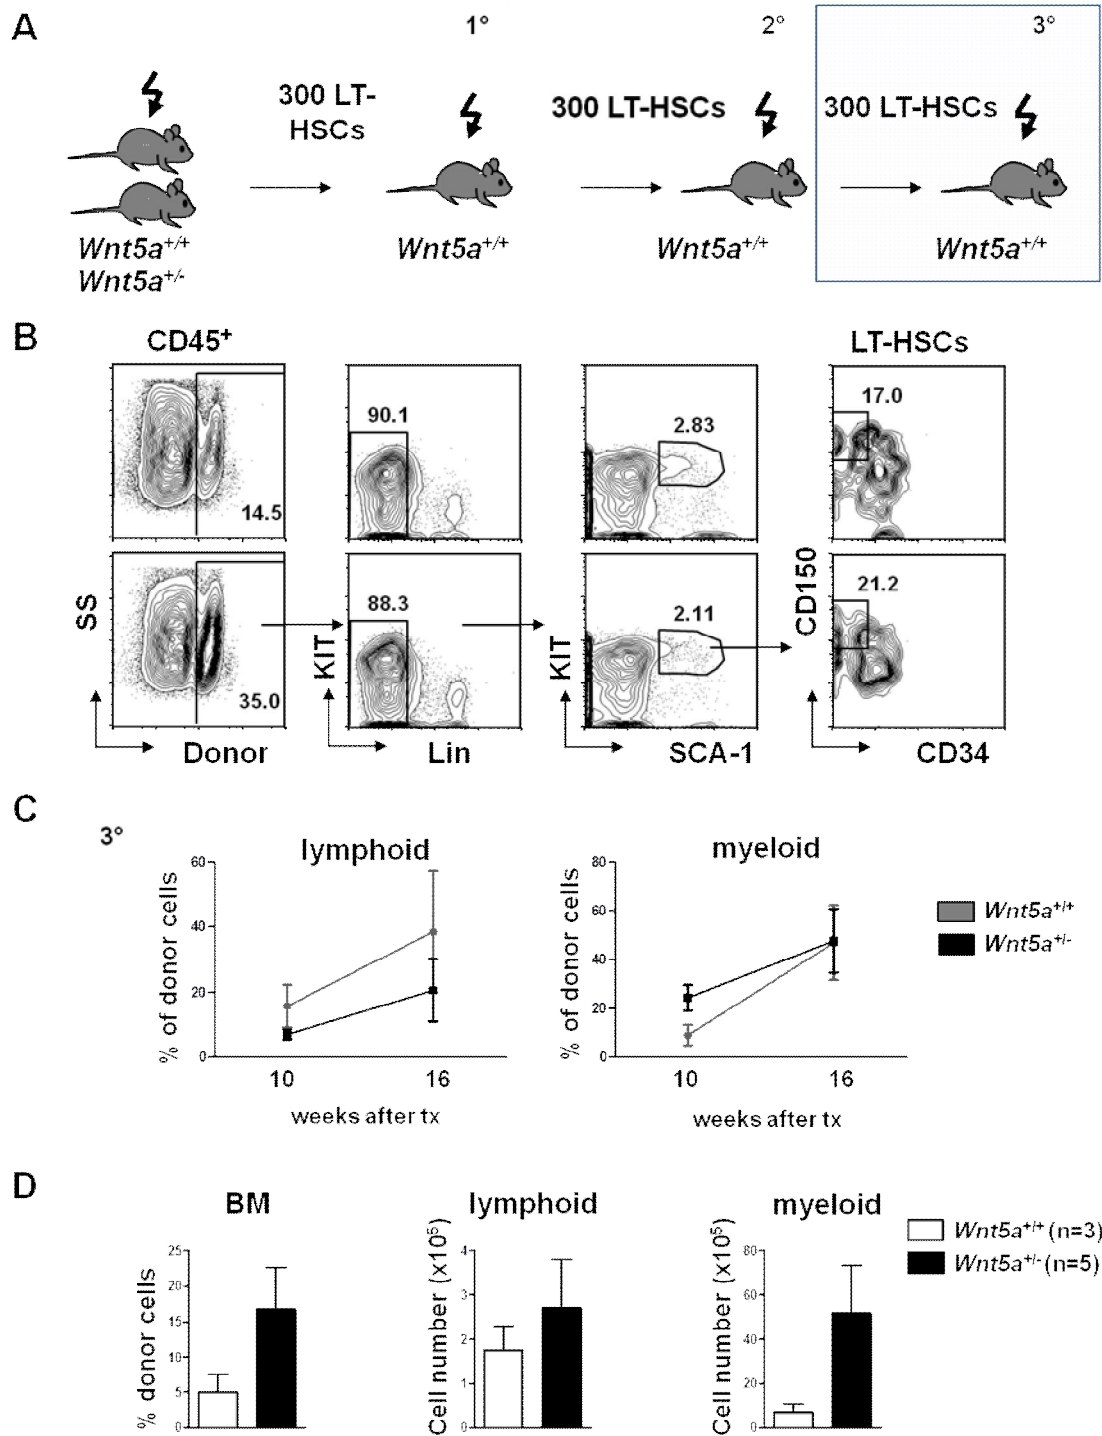 A
1° 2° 3°
300 LT-
HSCs
300 LT-HSCs
300 LT-HSCs
Wnt5a+/+
Wnt5a+/-
Wnt5a+/+
Wnt5a+/+
Wnt5a+/+
B
CD45+
LT-HSCs
14.5
90.1
2.83
17.0
35.0
88.3
2.11
21.2
SS
KIT
KIT
CD150
Donor
Lin
SCA-1
CD34
C
3°
lymphoid
% of donor cells
60
40
20
0
10 16
weeks after tx
myeloid
% of donor cells
80
60
40
20
0
10 16
weeks after tx
Wnt5a+/+
Wnt5a+/-
D
BM
% donor cells
25
20
15
10
5
0
lymphoid
Cell number (x10⁵)
4
3
2
1
0
myeloid
Cell number (x10⁵)
80
60
40
20
0
Wnt5a+/+ (n=3)
Wnt5a+/- (n=5)